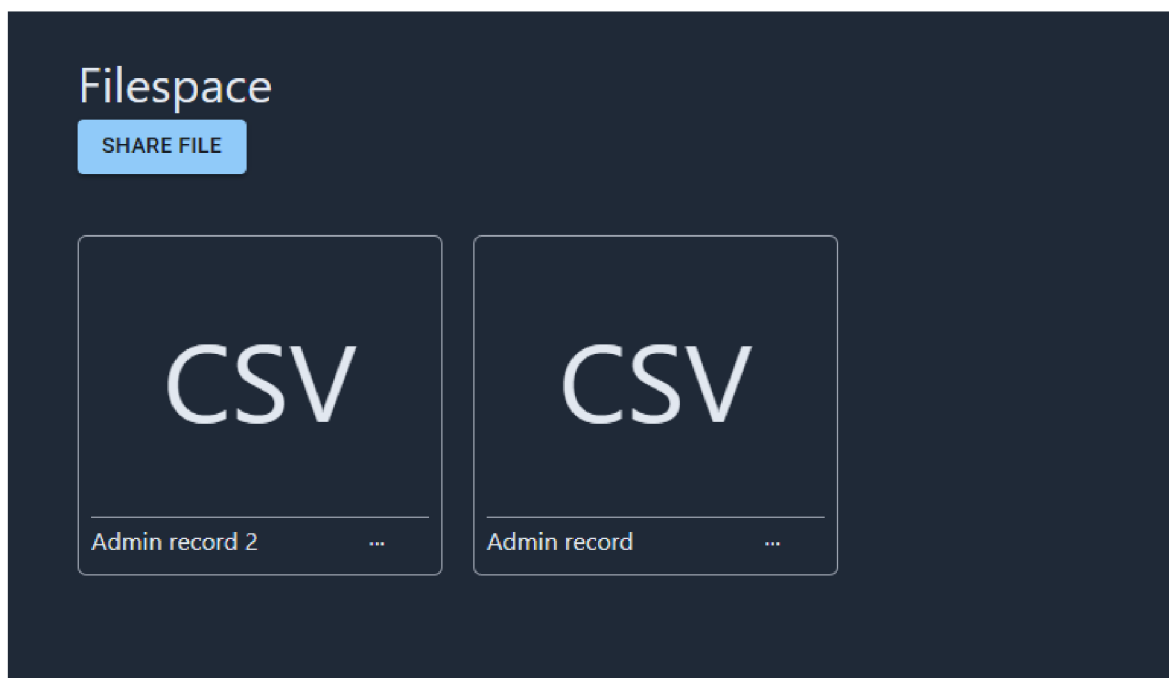 Filespace
SHARE FILE
CSV
Admin record 2 ...
CSV
Admin record ...